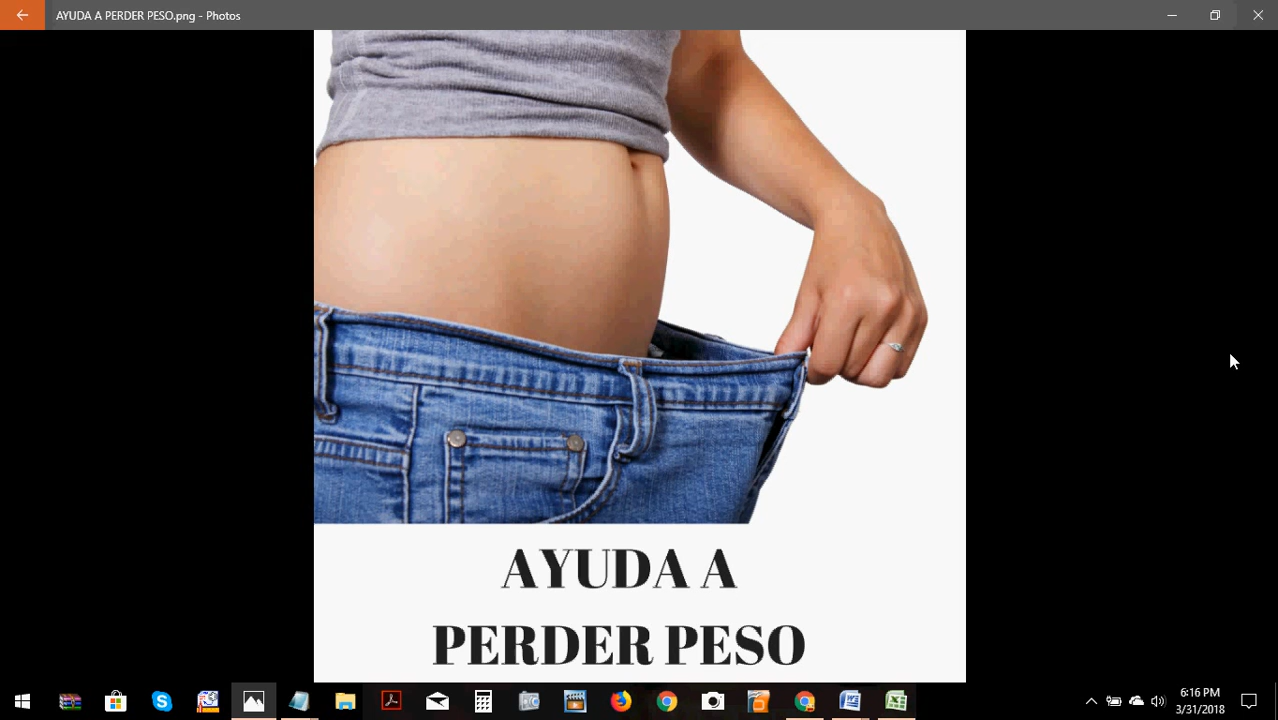 AYUDA A PERDER PESO.png - Photos
AYUDA A
PERDER PESO
6:16 PM
3/31/2018